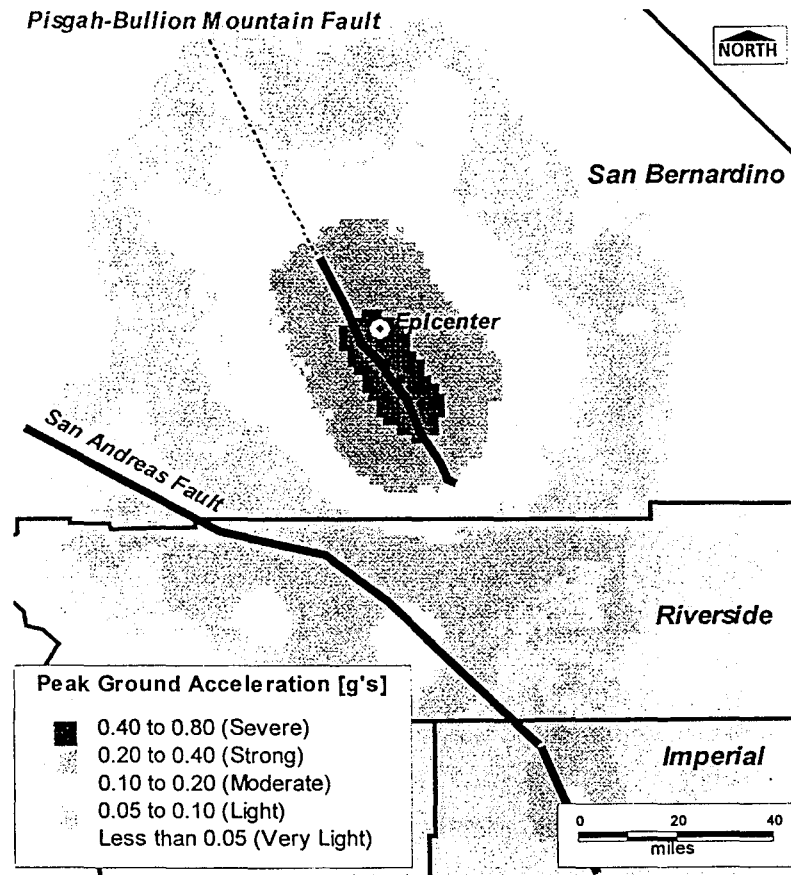 Pisgah-Bullion Mountain Fault
NORTH
San Bernardino
Epicenter
San Andreas Fault
Riverside
Peak Ground Acceleration [g's]
0.40 to 0.80 (Severe)
0.20 to 0.40 (Strong)
0.10 to 0.20 (Moderate)
0.05 to 0.10 (Light)
Less than 0.05 (Very Light)
Imperial
0 20 40
miles